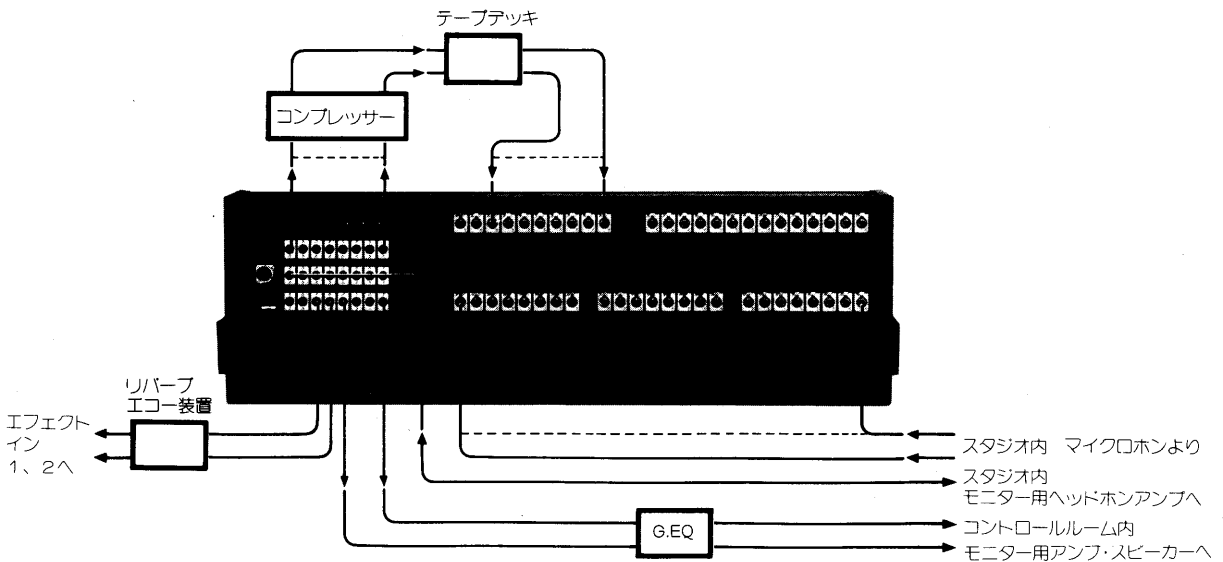 テープデッキ
コンプレッサー
リバーブ
エコー装置
エフェクト
イン
1、2へ
スタジオ内 マイクロホンより
スタジオ内
モニター用ヘッドホンアンプへ
G.EQ
コントロールルーム内
モニター用アンプ・スピーカーへ